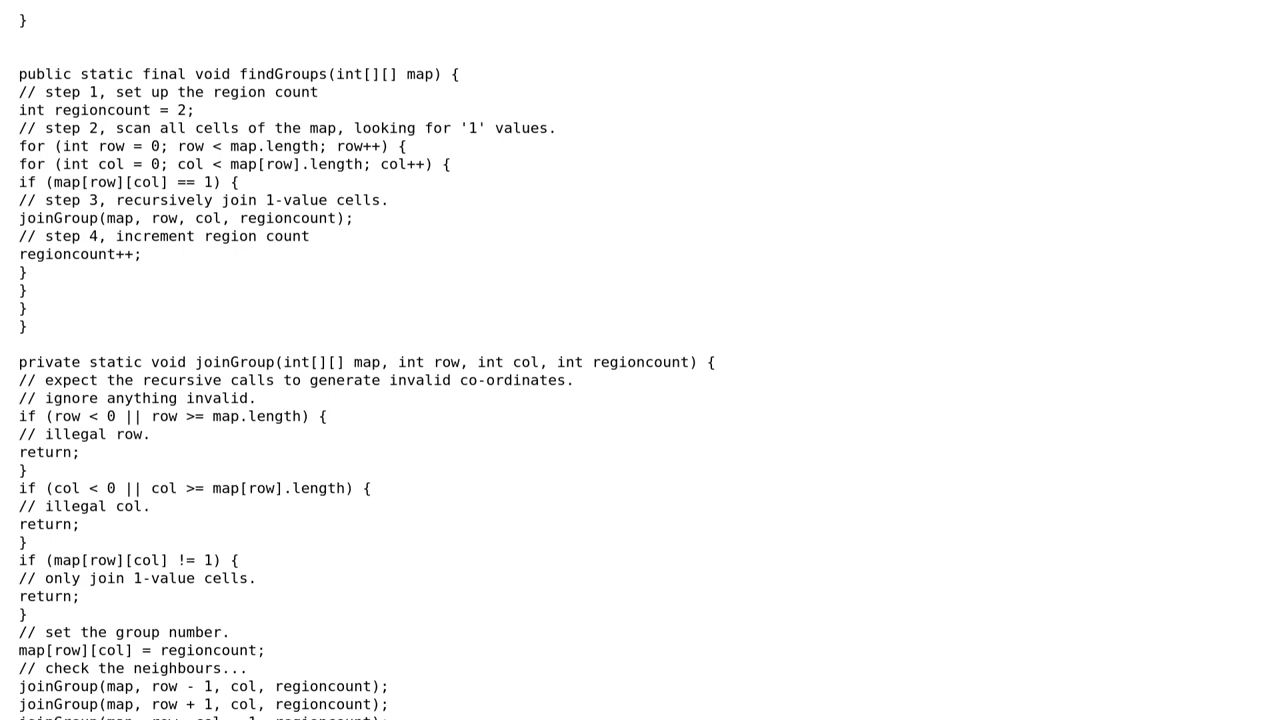 }
public static final void findGroups(int[][] map) {
// step 1, set up the region count
int regioncount = 2;
// step 2, scan all cells of the map, looking for '1' values.
for (int row = 0; row < map.length; row++) {
for (int col = 0; col < map[row].length; col++) {
if (map[row][col] == 1) {
// step 3, recursively join 1-value cells.
joinGroup(map, row, col, regioncount);
// step 4, increment region count
regioncount++;
}
}
}
}
private static void joinGroup(int[][] map, int row, int col, int regioncount) {
// expect the recursive calls to generate invalid co-ordinates.
// ignore anything invalid.
if (row < 0 || row >= map.length) {
// illegal row.
return;
}
if (col < 0 || col >= map[row].length) {
// illegal col.
return;
}
if (map[row][col] != 1) {
// only join 1-value cells.
return;
}
// set the group number.
map[row][col] = regioncount;
// check the neighbours...
joinGroup(map, row - 1, col, regioncount);
joinGroup(map, row + 1, col, regioncount);